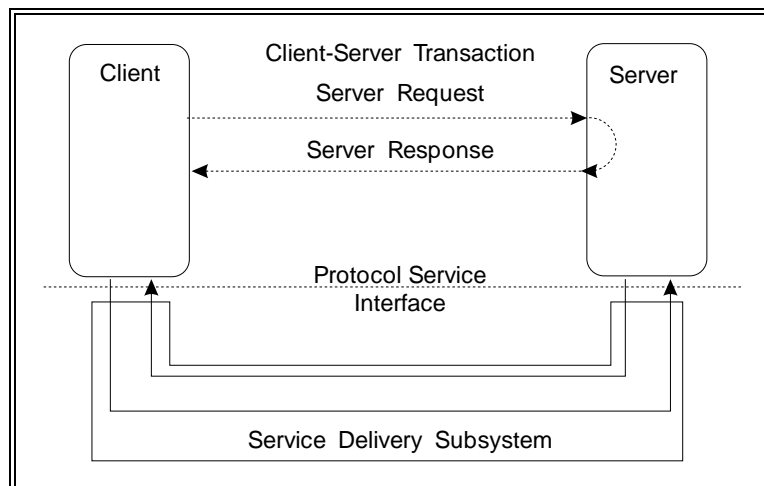 Client-Server Transaction
Client
Server
Server Request
Server Response
Protocol Service
Interface
Service Delivery Subsystem